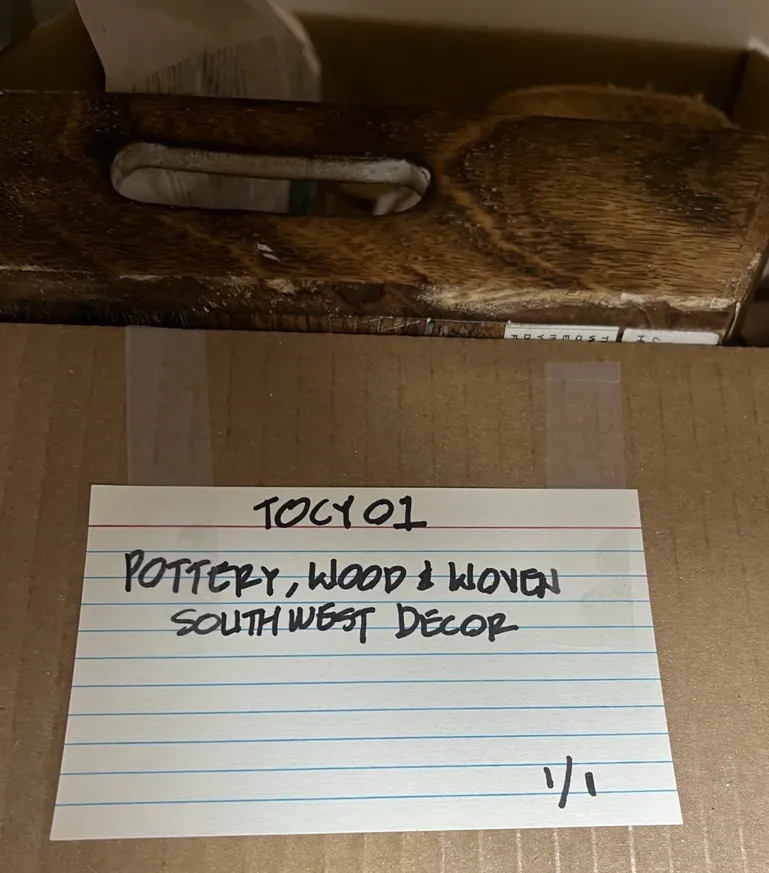 TOCY01
POTTERY, WOOD & WOVEN
SOUTHWEST DECOR
1/1